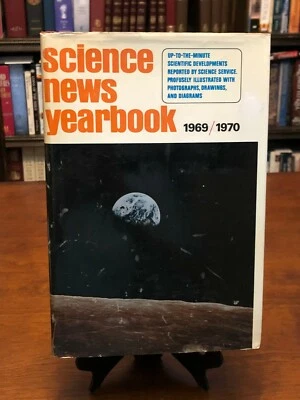 science
news
yearbook
1969/1970
UP-TO-THE-MINUTE
SCIENTIFIC DEVELOPMENTS
REPORTED BY SCIENCE SERVICE.
PROFUSELY ILLUSTRATED WITH
PHOTOGRAPHS, DRAWINGS,
AND DIAGRAMS